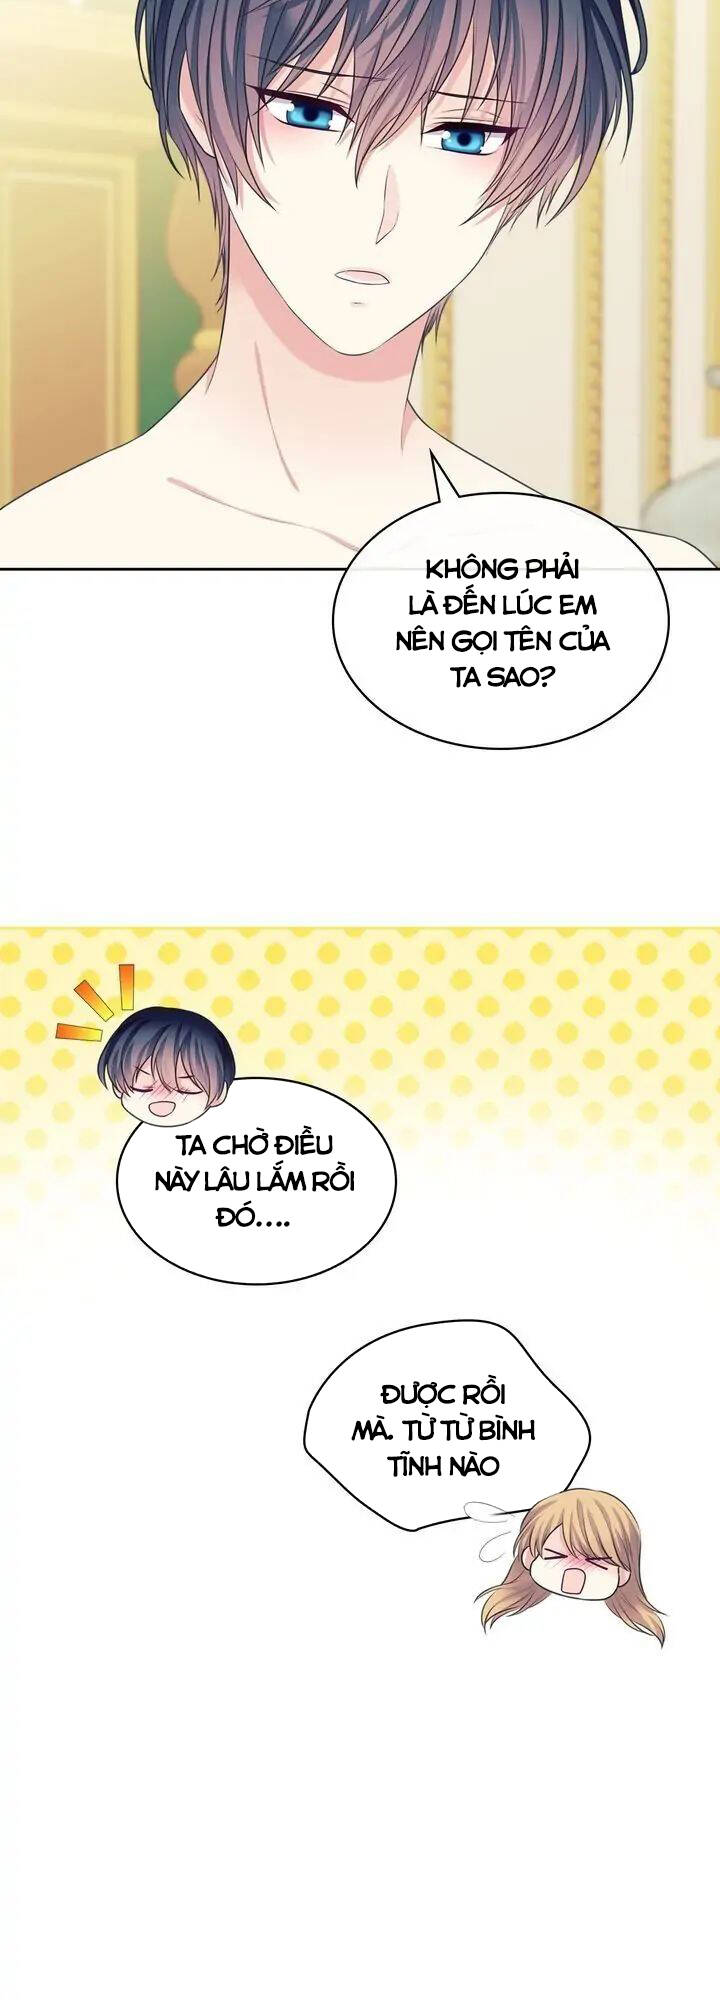 KHÔNG PHẢI
LÀ ĐẾN LÚC EM
NÊN GỌI TÊN CỦA
TA SAO?
TA CHỜ ĐIỀU
NÀY LÂU LẮM RỒI
ĐÓ....
ĐƯỢC RỒI
MÀ. TỪ TỪ BÌNH
TĨNH NÀO